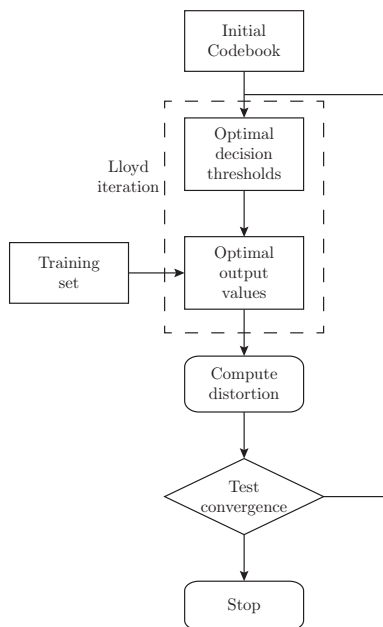 Initial
Codebook
Optimal
decision
thresholds
Lloyd
iteration
Optimal
output
values
Training
set
Compute
distortion
Test
convergence
Stop